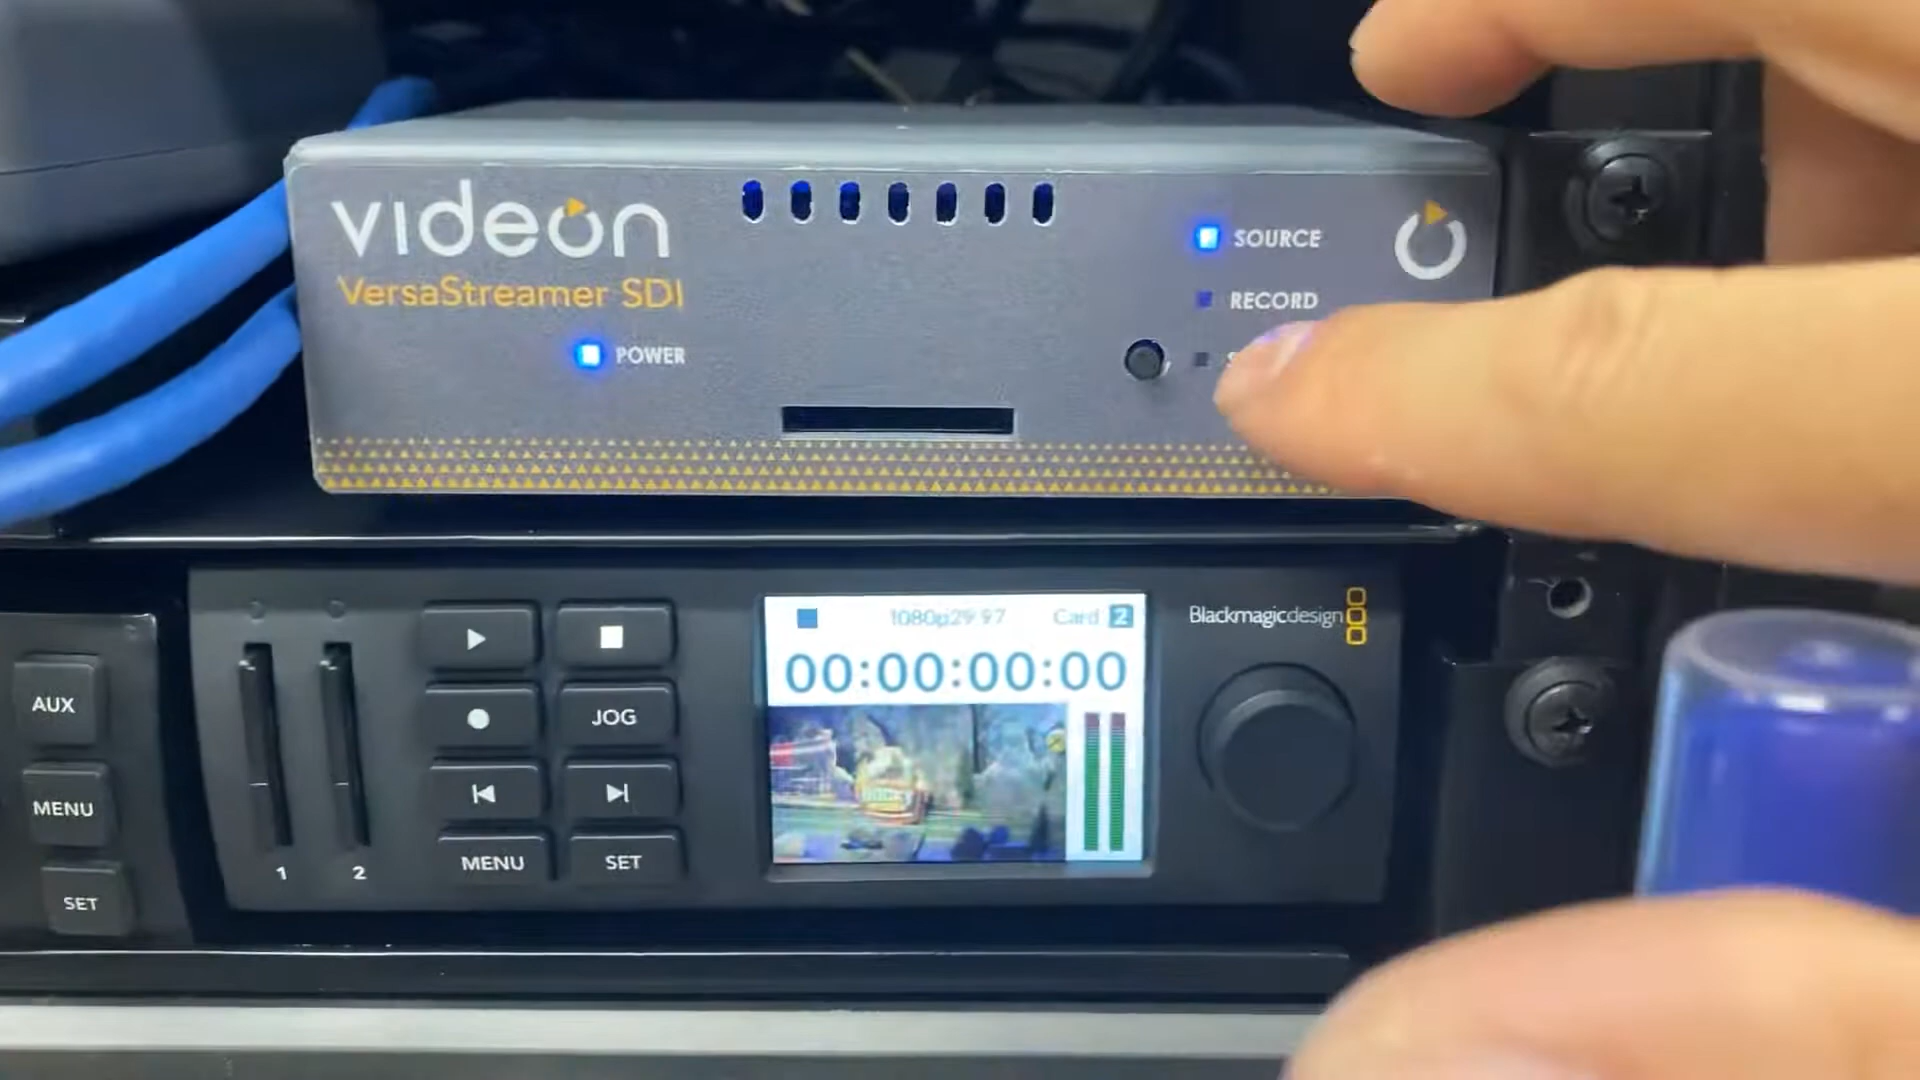 videon
VersaStreamer SDI
POWER
SOURCE
RECORD
1080p29.97
Card 2
00:00:00:00
Blackmagicdesign
AUX
MENU
SET
1
2
JOG
MENU
SET